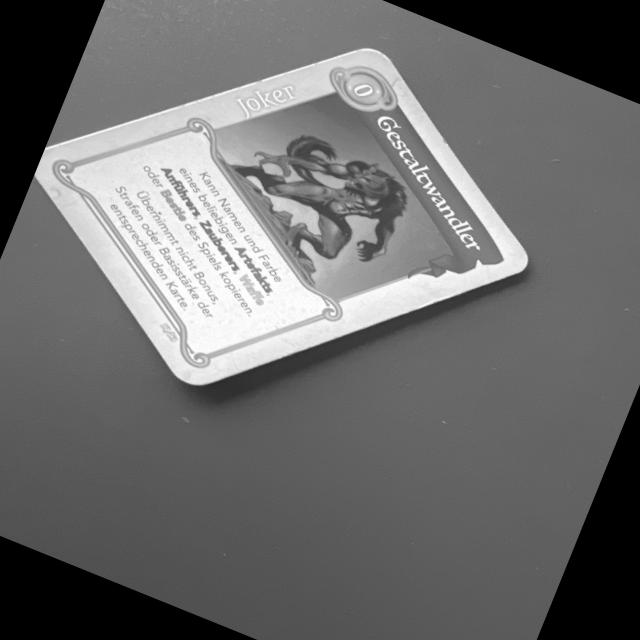 0
Gestaltwandler
Joker
Kann Namen und Farbe
eines beliebigen Artefakts,
Anführers, Zauberers,
oder Bestie des Spiels kopieren.
Übernimmt nicht Bonus,
Strafen oder Basisstärke der
entsprechenden Karte.